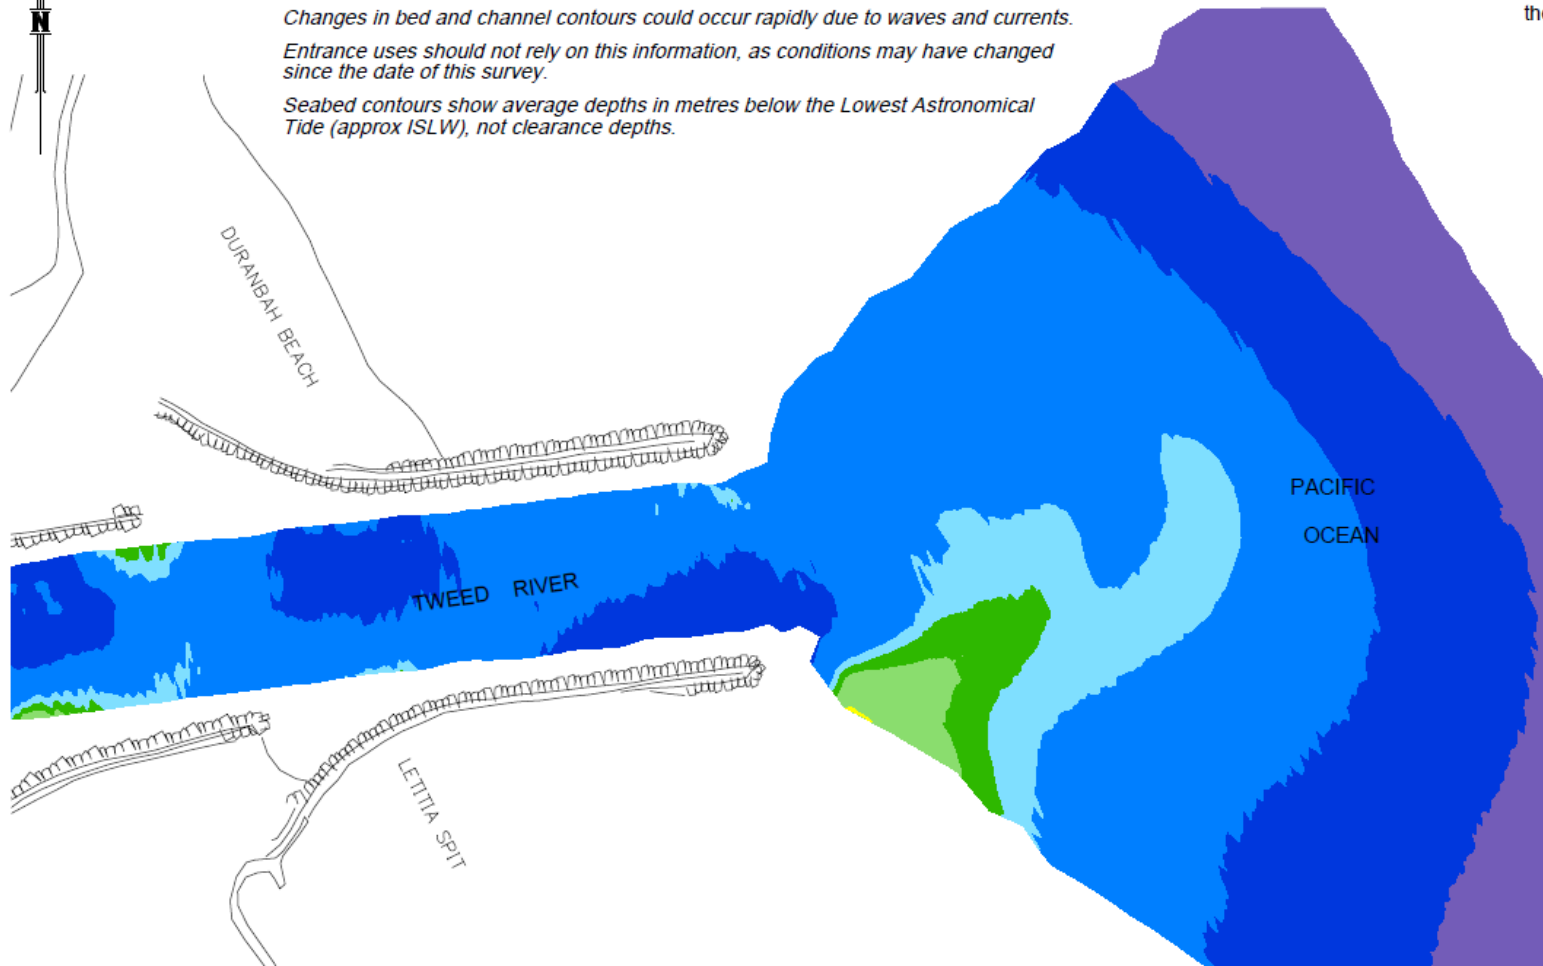 N
Changes in bed and channel contours could occur rapidly due to waves and currents.
Entrance uses should not rely on this information, as conditions may have changed
since the date of this survey.
Seabed contours show average depths in metres below the Lowest Astronomical
Tide (approx ISLW), not clearance depths.
DURANBAH BEACH
PACIFIC
OCEAN
TWEED RIVER
LETITIA SPIT